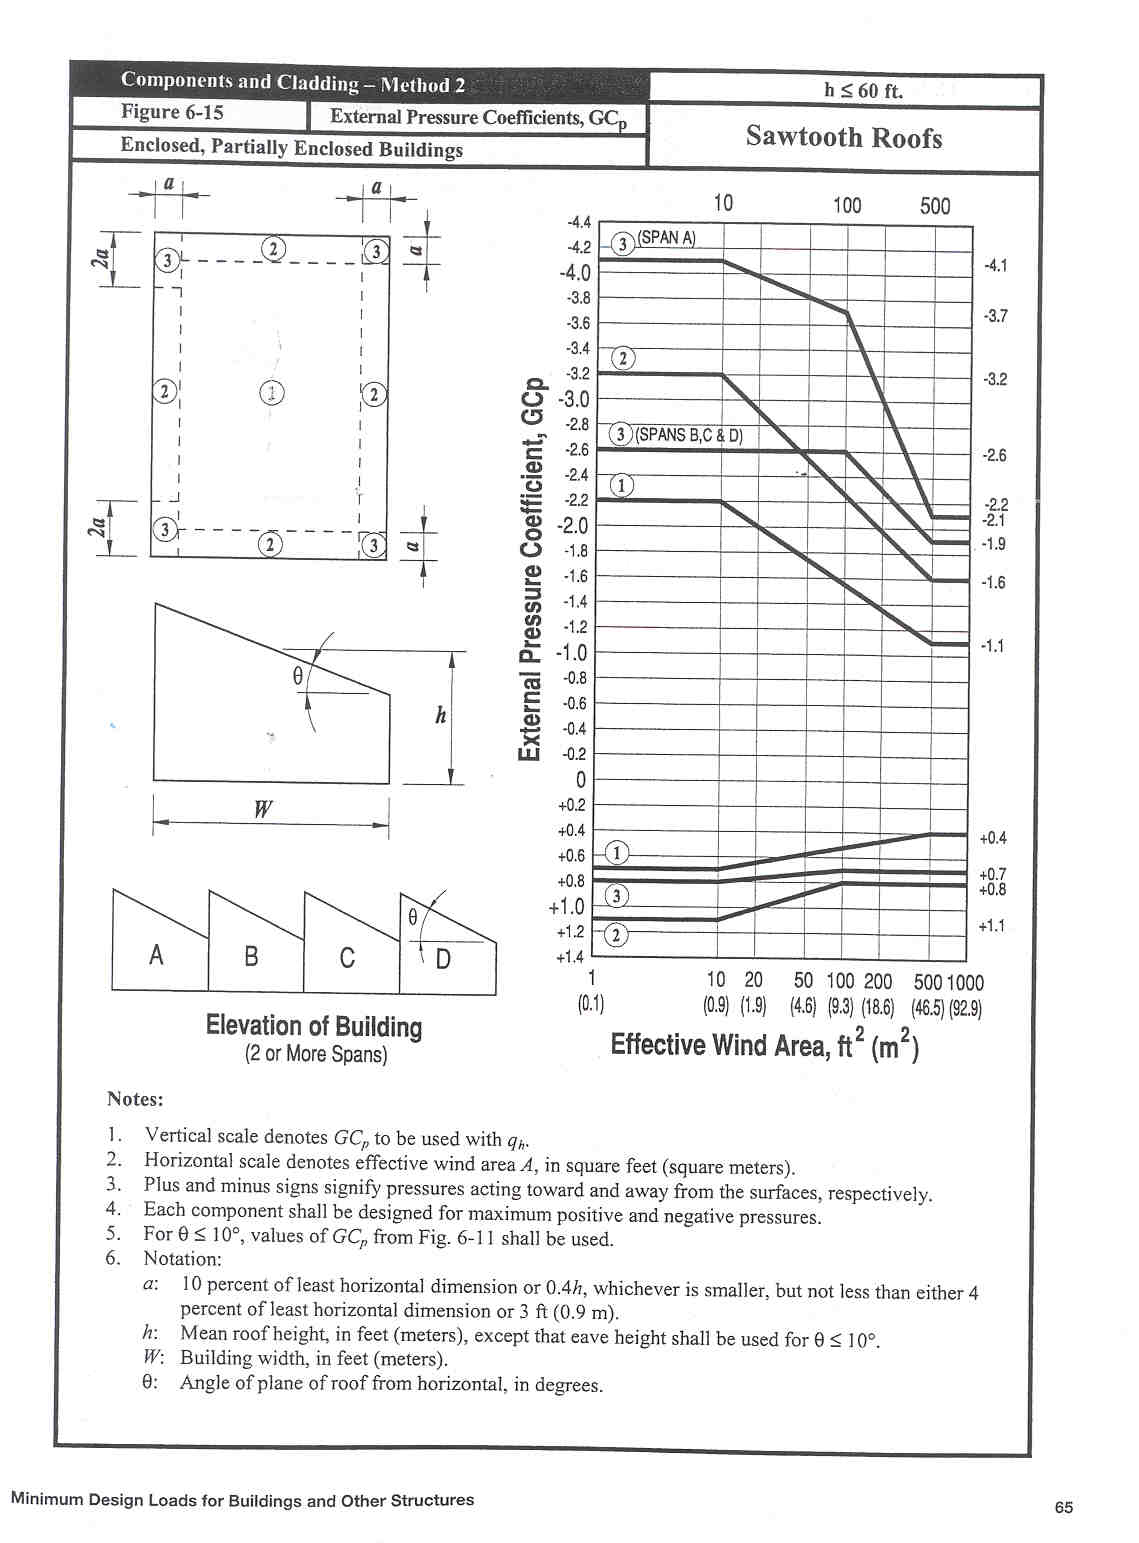 Components and Cladding – Method 2
h ≤ 60 ft.
Figure 6-15
External Pressure Coefficients, GCp
Sawtooth Roofs
Enclosed, Partially Enclosed Buildings
a
a
2a
3
2
3
a
2
1
2
2a
3
2
3
a
θ
h
W
A
B
C
D
θ
Elevation of Building
(2 or More Spans)
10
100
500
External Pressure Coefficient, GCp
-4.4
-4.2
-4.0
-3.8
-3.6
-3.4
-3.2
-3.0
-2.8
-2.6
-2.4
-2.2
-2.0
-1.8
-1.6
-1.4
-1.2
-1.0
-0.8
-0.6
-0.4
-0.2
0
+0.2
+0.4
+0.6
+0.8
+1.0
+1.2
+1.4
3 (SPAN A)
2
3 (SPANS B,C & D)
1
1
3
2
-4.1
-3.7
-3.2
-2.6
-2.2
-2.1
-1.9
-1.6
-1.1
+0.4
+0.7
+0.8
+1.1
1 10 20 50 100 200 500 1000
(0.1) (0.9) (1.9) (4.6) (9.3) (18.6) (46.5) (92.9)
Effective Wind Area, ft² (m²)
Notes:
1. Vertical scale denotes GCp to be used with qh.
2. Horizontal scale denotes effective wind area A, in square feet (square meters).
3. Plus and minus signs signify pressures acting toward and away from the surfaces, respectively.
4. Each component shall be designed for maximum positive and negative pressures.
5. For θ ≤ 10°, values of GCp from Fig. 6-11 shall be used.
6. Notation:
a: 10 percent of least horizontal dimension or 0.4h, whichever is smaller, but not less than either 4
percent of least horizontal dimension or 3 ft (0.9 m).
h: Mean roof height, in feet (meters), except that eave height shall be used for θ ≤ 10°.
W: Building width, in feet (meters).
θ: Angle of plane of roof from horizontal, in degrees.
Minimum Design Loads for Buildings and Other Structures
65